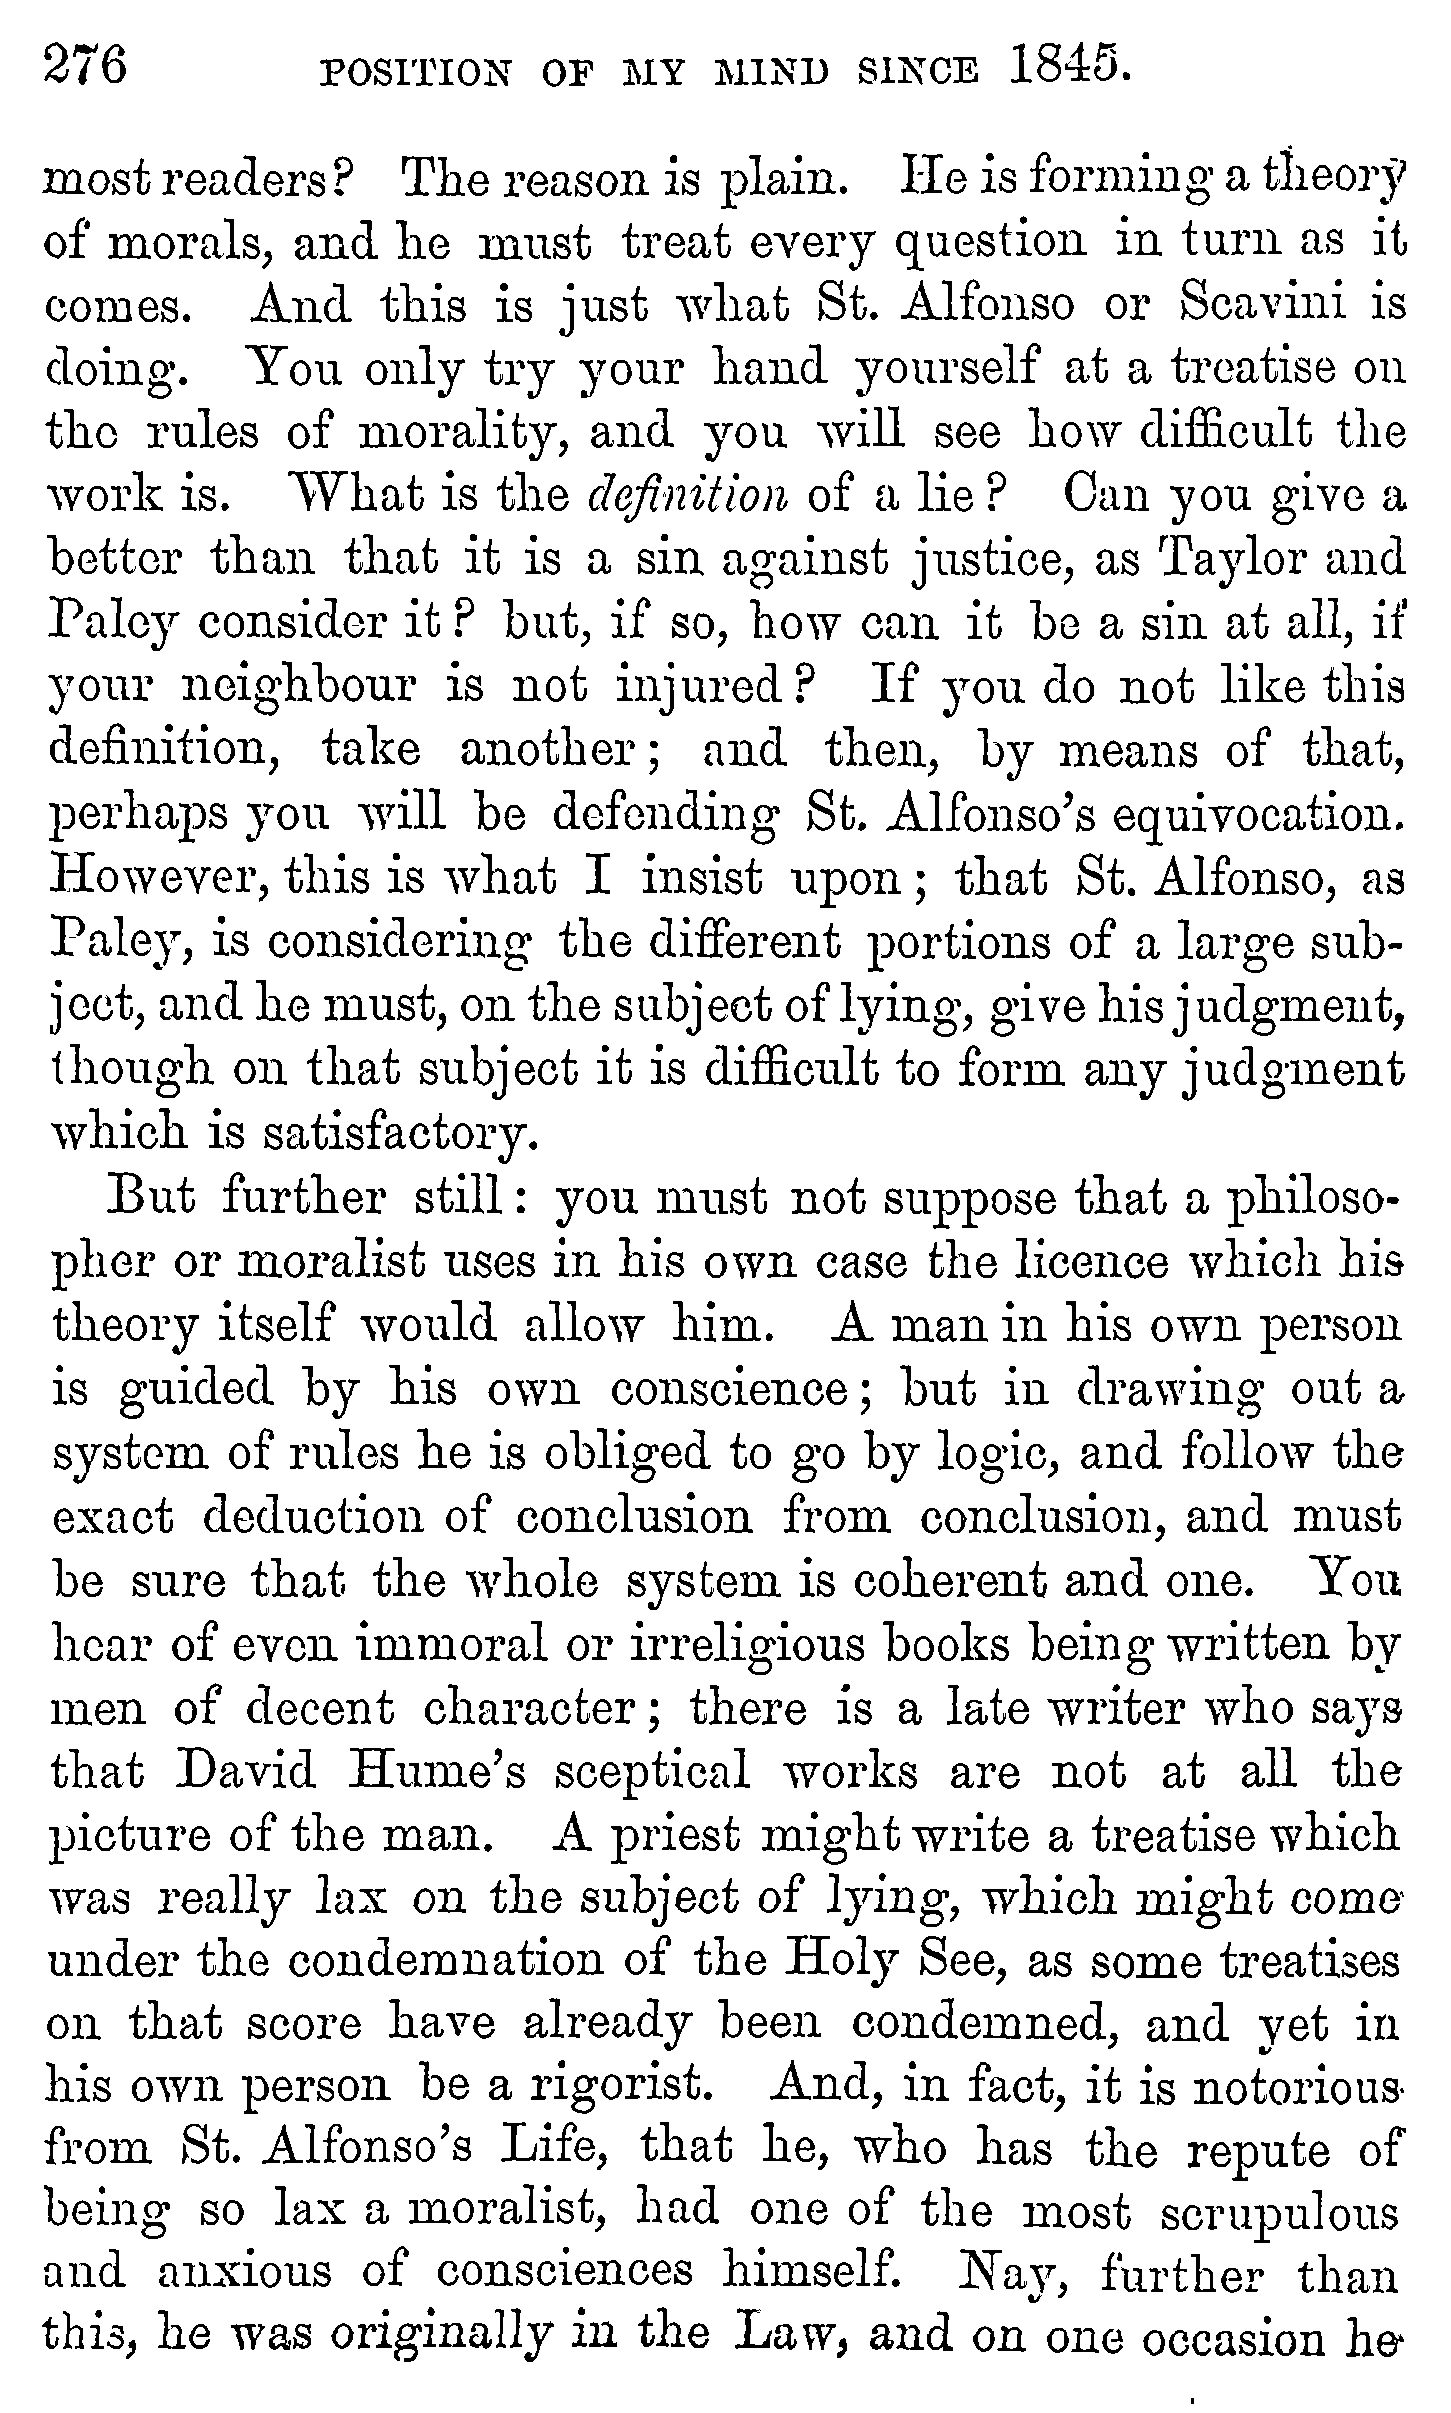 276 POSITION OF MY MIND SINCE 1845.
most readers? The reason is plain. He is forming a theory
of morals, and he must treat every question in turn as it
comes. And this is just what St. Alfonso or Scavini is
doing. You only try your hand yourself at a treatise on
the rules of morality, and you will see how difficult the
work is. What is the definition of a lie? Can you give a
better than that it is a sin against justice, as Taylor and
Paley consider it? but, if so, how can it be a sin at all, if
your neighbour is not injured? If you do not like this
definition, take another; and then, by means of that,
perhaps you will be defending St. Alfonso's equivocation.
However, this is what I insist upon; that St. Alfonso, as
Paley, is considering the different portions of a large sub-
ject, and he must, on the subject of lying, give his judgment,
though on that subject it is difficult to form any judgment
which is satisfactory.
But further still: you must not suppose that a philoso-
pher or moralist uses in his own case the licence which his
theory itself would allow him. A man in his own person
is guided by his own conscience; but in drawing out a
system of rules he is obliged to go by logic, and follow the
exact deduction of conclusion from conclusion, and must
be sure that the whole system is coherent and one. You
hear of even immoral or irreligious books being written by
men of decent character; there is a late writer who says
that David Hume's sceptical works are not at all the
picture of the man. A priest might write a treatise which
was really lax on the subject of lying, which might come
under the condemnation of the Holy See, as some treatises
on that score have already been condemned, and yet in
his own person be a rigorist. And, in fact, it is notorious
from St. Alfonso's Life, that he, who has the repute of
being so lax a moralist, had one of the most scrupulous
and anxious of consciences himself. Nay, further than
this, he was originally in the Law, and on one occasion he